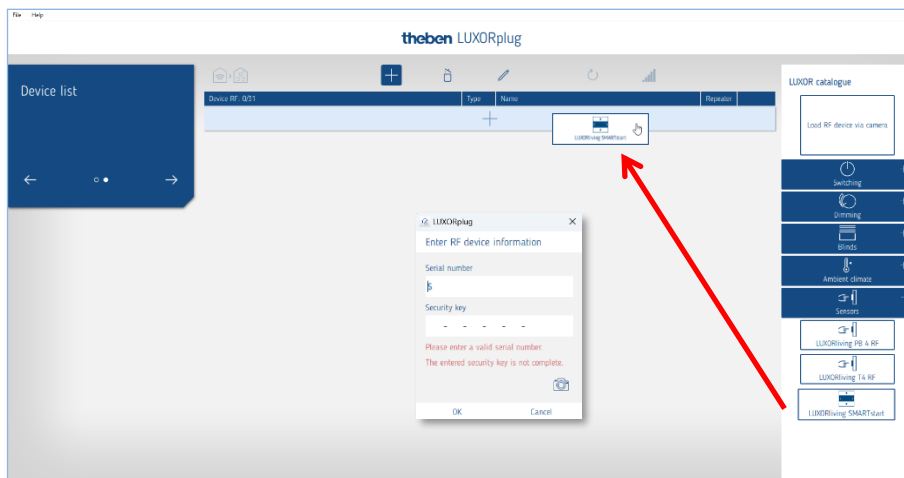 File Help
theben LUXORplug
Device list
Device RF: 0/31 Type Name Repeater
LUXORliving SMARTstart
LUXORplug
Enter RF device information
Serial number
S
Security key
- - - - -
Please enter a valid serial number.
The entered security key is not complete.
OK Cancel
LUXOR catalogue
Load RF device via camera
Switching
Dimming
Blinds
Ambient climate
Sensors
LUXORliving PB 4 RF
LUXORliving T4 RF
LUXORliving SMARTstart